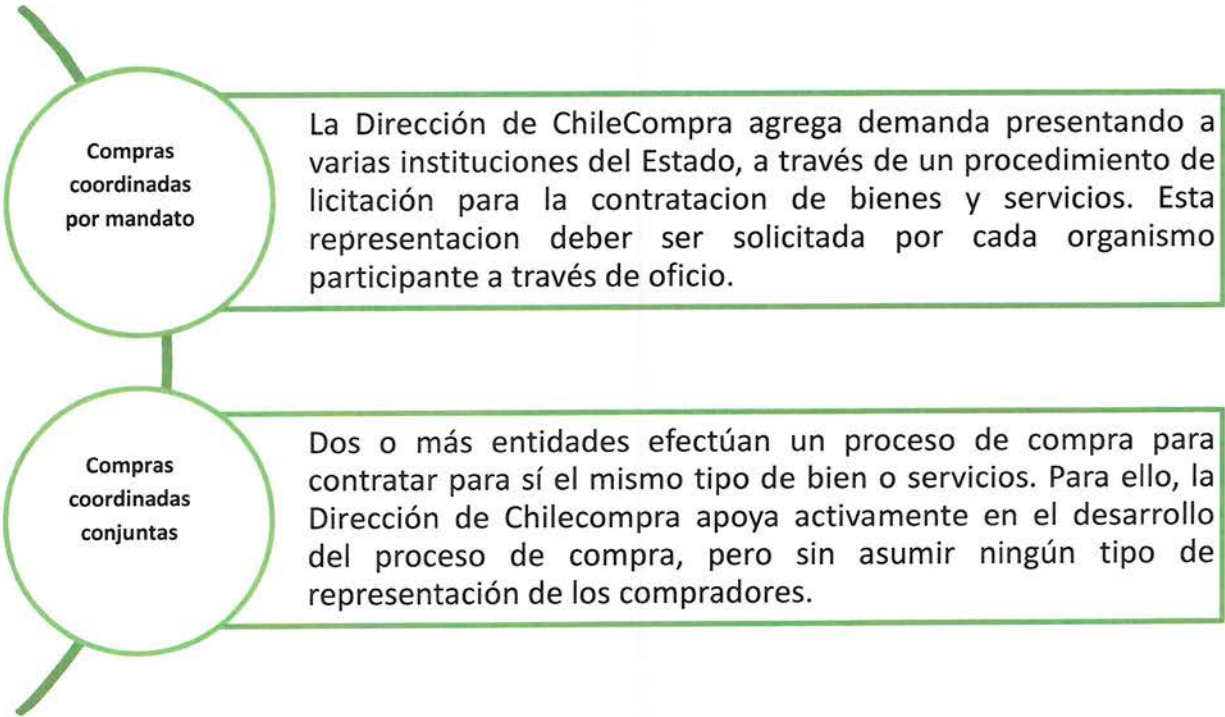 Compras
coordinadas
por mandato
La Dirección de ChileCompra agrega demanda presentando a
varias instituciones del Estado, a través de un procedimiento de
licitación para la contratacion de bienes y servicios. Esta
representacion deber ser solicitada por cada organismo
participante a través de oficio.
Compras
coordinadas
conjuntas
Dos o más entidades efectúan un proceso de compra para
contratar para sí el mismo tipo de bien o servicios. Para ello, la
Dirección de Chilecompra apoya activamente en el desarrollo
del proceso de compra, pero sin asumir ningún tipo de
representación de los compradores.